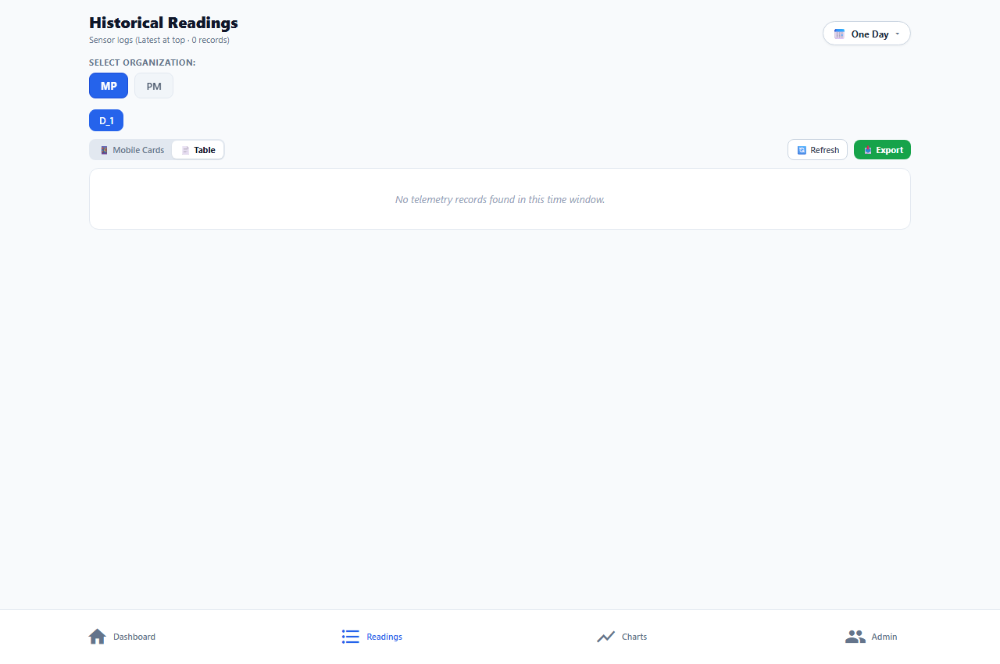 Historical Readings
Sensor logs (Latest at top · 0 records)
One Day
SELECT ORGANIZATION:
MP
PM
D_1
Mobile Cards
Table
Refresh
Export
No telemetry records found in this time window.
Dashboard
Readings
Charts
Admin